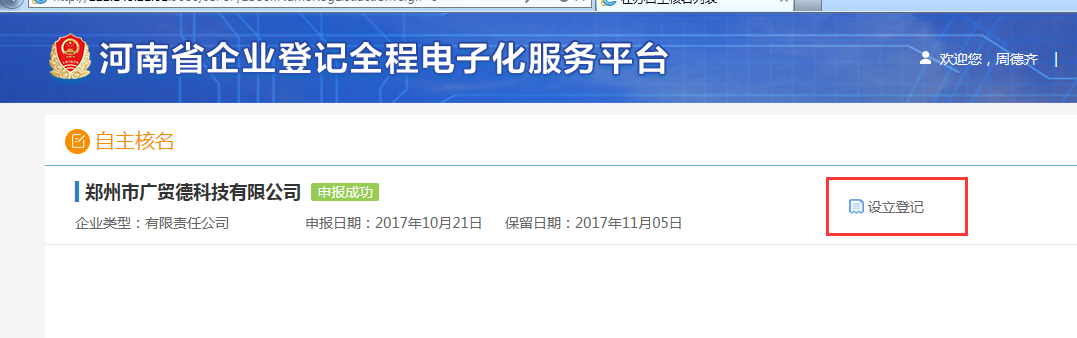 河南省企业登记全程电子化服务平台
欢迎您，周德齐 |
自主核名
郑州市广贸德科技有限公司 申报成功
设立登记
企业类型：有限责任公司 申报日期：2017年10月21日 保留日期：2017年11月05日